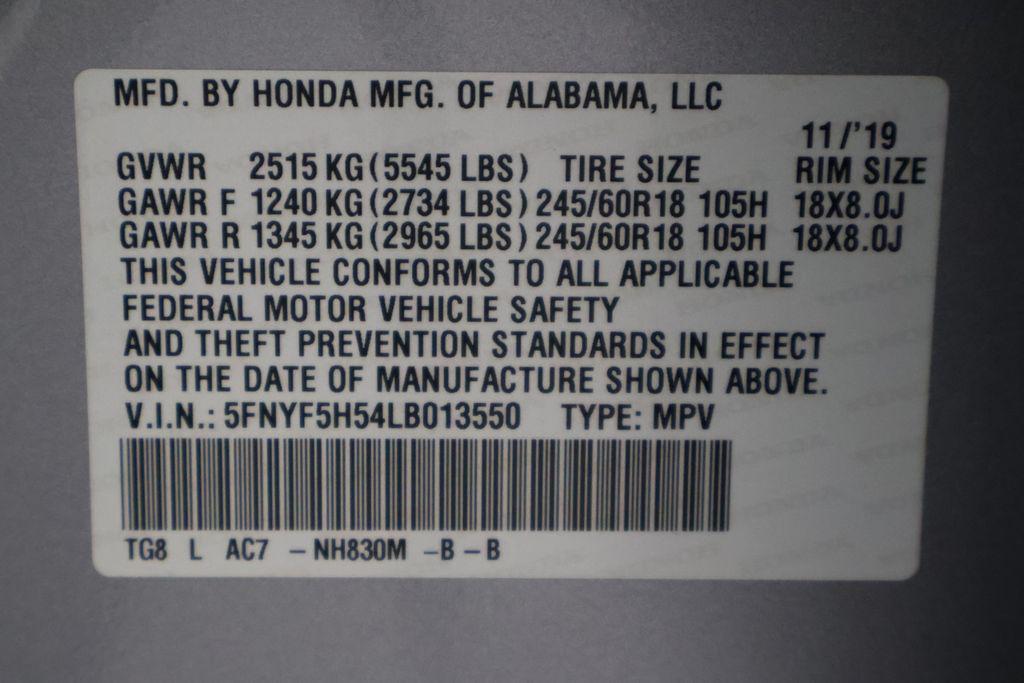 MFD. BY HONDA MFG. OF ALABAMA, LLC
11/'19
GVWR 2515 KG (5545 LBS) TIRE SIZE RIM SIZE
GAWR F 1240 KG (2734 LBS) 245/60R18 105H 18X8.0J
GAWR R 1345 KG (2965 LBS) 245/60R18 105H 18X8.0J
THIS VEHICLE CONFORMS TO ALL APPLICABLE
FEDERAL MOTOR VEHICLE SAFETY
AND THEFT PREVENTION STANDARDS IN EFFECT
ON THE DATE OF MANUFACTURE SHOWN ABOVE.
V.I.N.: 5FNYF5H54LB013550 TYPE: MPV
TG8 L AC7 – NH830M – B – B